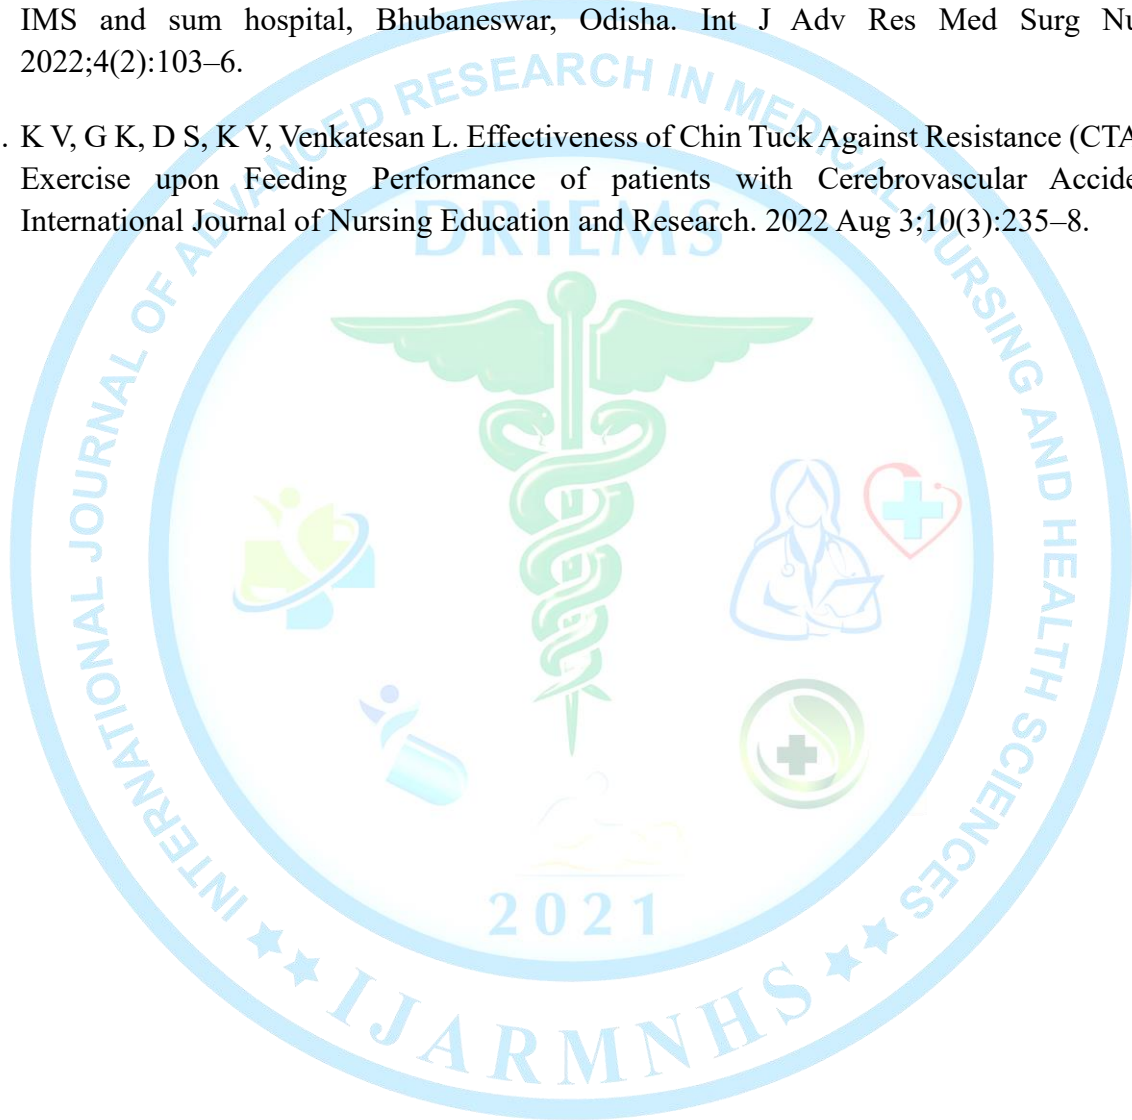 IMS and sum hospital, Bhubaneswar, Odisha. Int J Adv Res Med Surg Nu
2022;4(2):103–6.
. K V, G K, D S, K V, Venkatesan L. Effectiveness of Chin Tuck Against Resistance (CTA
Exercise upon Feeding Performance of patients with Cerebrovascular Accide
International Journal of Nursing Education and Research. 2022 Aug 3;10(3):235–8.
INTERNATIONAL JOURNAL OF ADVANCED RESEARCH IN MEDICAL NURSING AND HEALTH SCIENCES
DRIEMS
2021
IJARMNHS